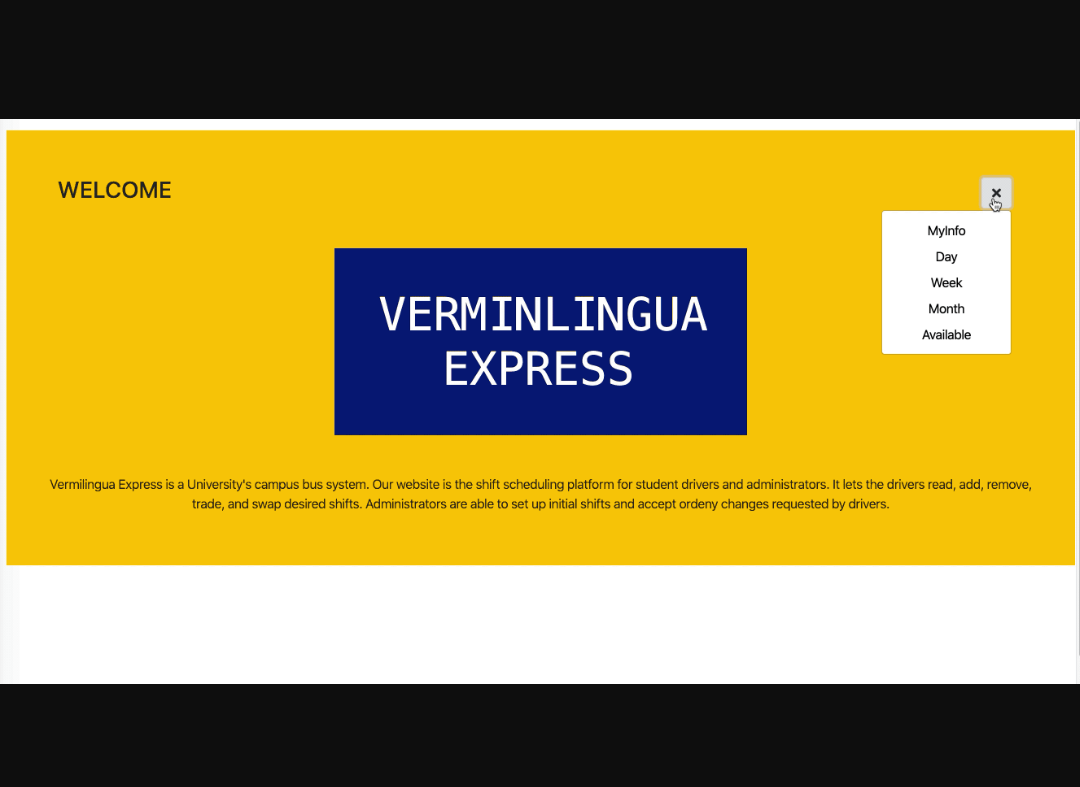 WELCOME
×
MyInfo
Day
Week
Month
Available
VERMINLINGUA
EXPRESS
Vermilingua Express is a University's campus bus system. Our website is the shift scheduling platform for student drivers and administrators. It lets the drivers read, add, remove,
trade, and swap desired shifts. Administrators are able to set up initial shifts and accept ordeny changes requested by drivers.